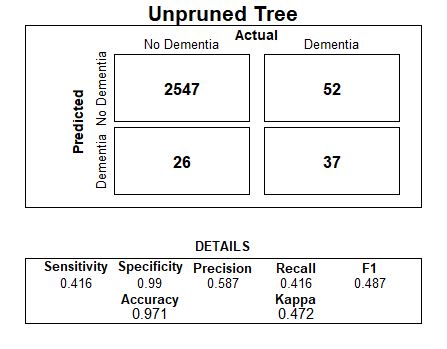 Unpruned Tree
Actual
No Dementia Dementia
Predicted
No Dementia
2547 52
Dementia
26 37
DETAILS
Sensitivity Specificity Precision Recall F1
0.416 0.99 0.587 0.416 0.487
Accuracy Kappa
0.971 0.472